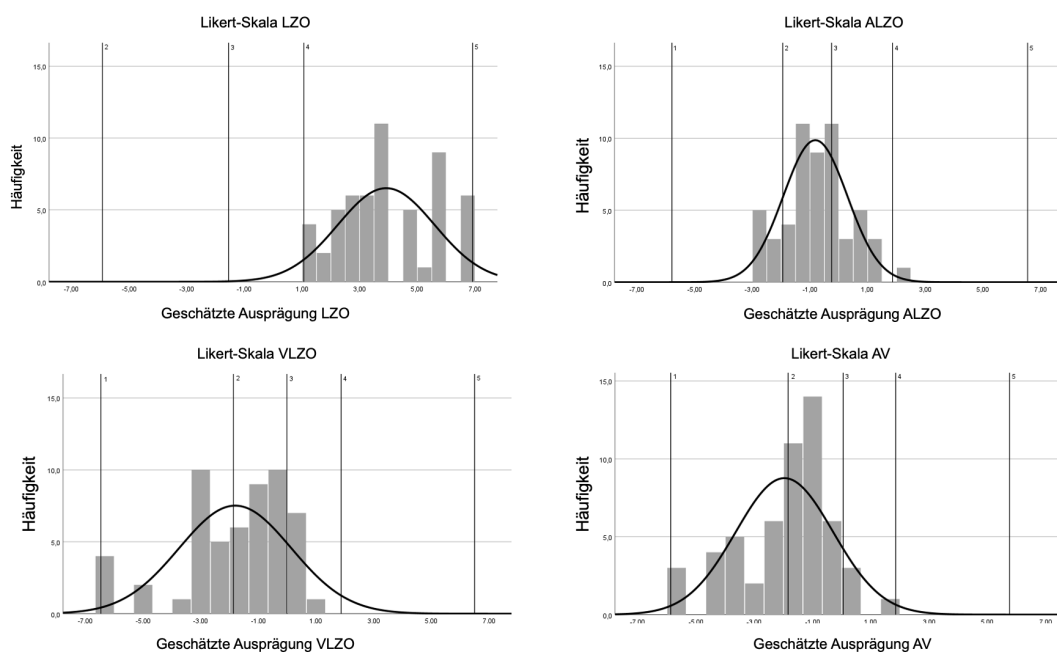 Likert-Skala LZO
2 3 4 5
15,0
10,0
5,0
0,0
Häufigkeit
-7,00 -5,00 -3,00 -1,00 1,00 3,00 5,00 7,00
Geschätzte Ausprägung LZO
Likert-Skala ALZO
1 2 3 4 5
15,0
10,0
5,0
0,0
Häufigkeit
-7,00 -5,00 -3,00 -1,00 1,00 3,00 5,00 7,00
Geschätzte Ausprägung ALZO
Likert-Skala VLZO
1 2 3 4 5
15,0
10,0
5,0
0,0
Häufigkeit
-7,00 -5,00 -3,00 -1,00 1,00 3,00 5,00 7,00
Geschätzte Ausprägung VLZO
Likert-Skala AV
1 2 3 4 5
15,0
10,0
5,0
0,0
Häufigkeit
-7,00 -5,00 -3,00 -1,00 1,00 3,00 5,00 7,00
Geschätzte Ausprägung AV